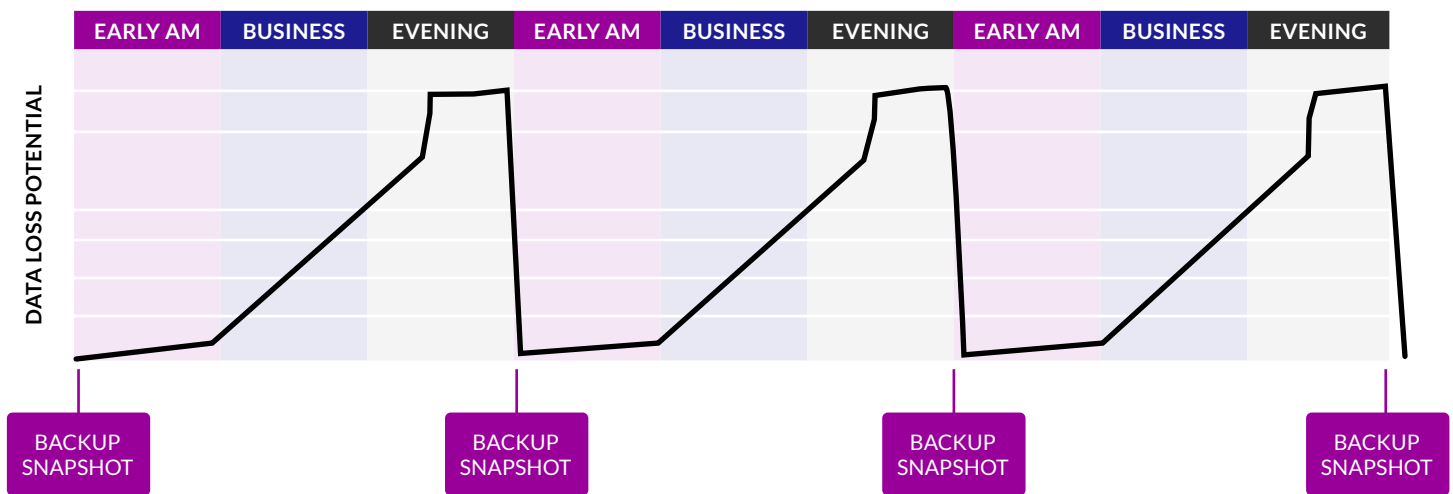 EARLY AM
BUSINESS
EVENING
EARLY AM
BUSINESS
EVENING
EARLY AM
BUSINESS
EVENING
DATA LOSS POTENTIAL
BACKUP
SNAPSHOT
BACKUP
SNAPSHOT
BACKUP
SNAPSHOT
BACKUP
SNAPSHOT